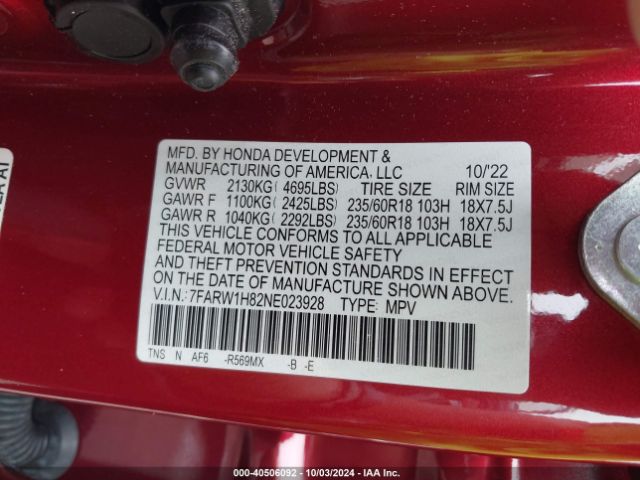 MFD. BY HONDA DEVELOPMENT &
MANUFACTURING OF AMERICA, LLC 10/'22
GVWR 2130KG( 4695LBS) TIRE SIZE RIM SIZE
GAWR F 1100KG( 2425LBS) 235/60R18 103H 18X7.5J
GAWR R 1040KG( 2292LBS) 235/60R18 103H 18X7.5J
THIS VEHICLE CONFORMS TO ALL APPLICABLE
FEDERAL MOTOR VEHICLE SAFETY
AND THEFT PREVENTION STANDARDS IN EFFECT
ON THE DATE OF MANUFACTURE SHOWN ABOVE.
V.I.N.: 7FARW1H82NE023928 TYPE: MPV
TNS N AF6 -R569MX -B -E
000-40506092 - 10/03/2024 - IAA Inc.